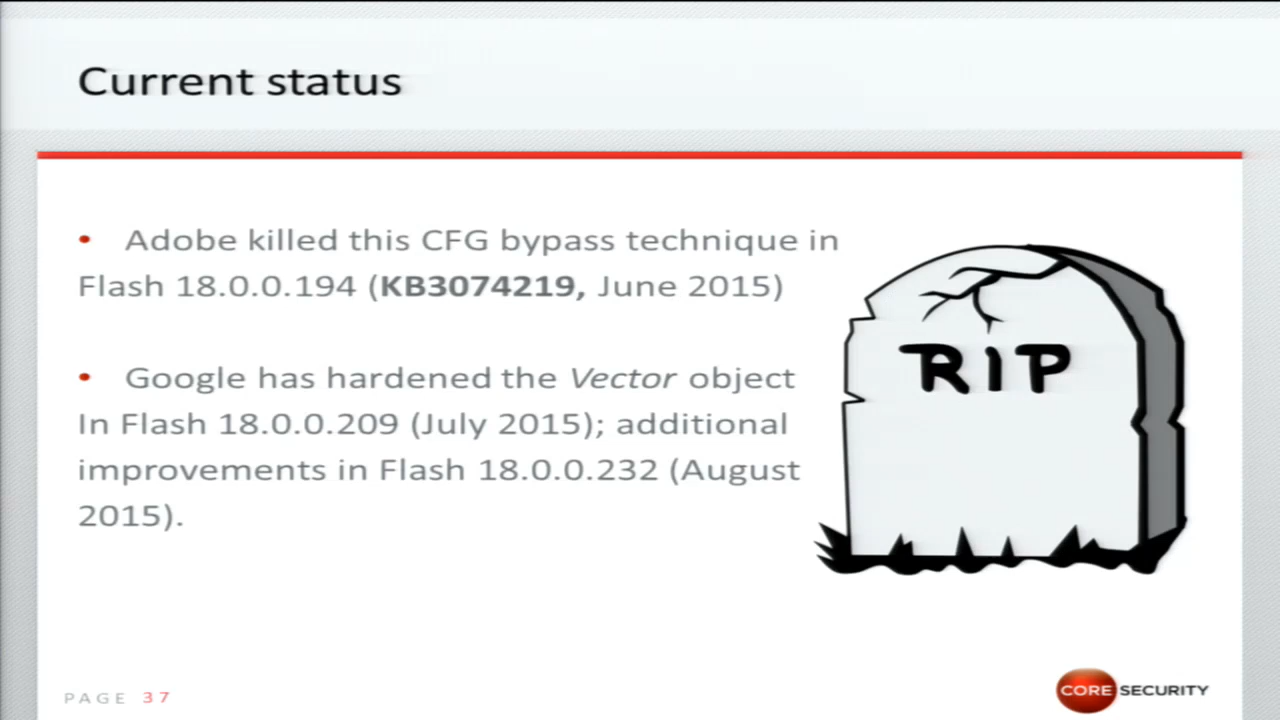 Current status
• Adobe killed this CFG bypass technique in
Flash 18.0.0.194 (KB3074219, June 2015)
• Google has hardened the Vector object
In Flash 18.0.0.209 (July 2015); additional
improvements in Flash 18.0.0.232 (August
2015).
RIP
PAGE 37
CORE SECURITY